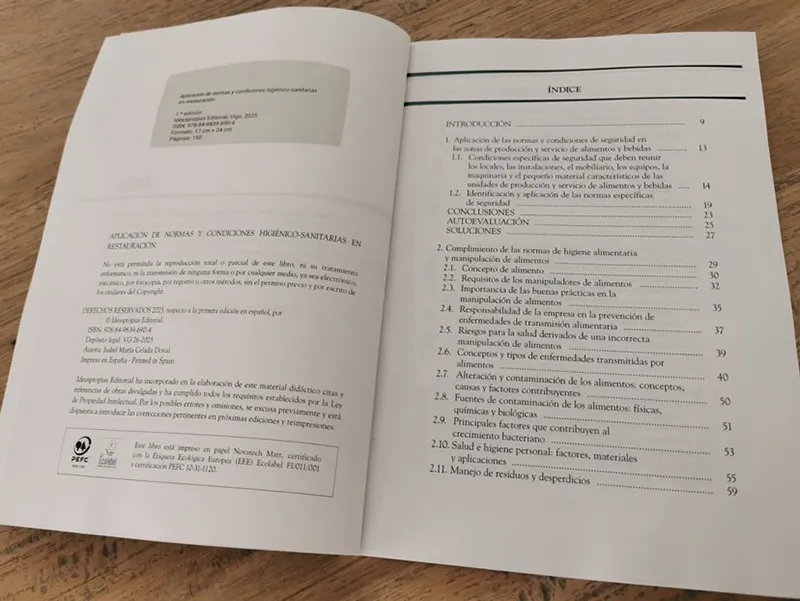 Aplicación de normas y condiciones higiénico-sanitarias
en restauración
1.ª edición
Ideaspropias Editorial, Vigo, 2025
ISBN: 978-84-9839-690-4
Formato: 17 cm × 24 cm
Páginas: 150
APLICACIÓN DE NORMAS Y CONDICIONES HIGIÉNICO-SANITARIAS EN
RESTAURACIÓN
No está permitida la reproducción total o parcial de este libro, ni su tratamiento
informático, ni la transmisión de ninguna forma o por cualquier medio, ya sea electrónico,
mecánico, por fotocopia, por registro u otros métodos, sin el permiso previo y por escrito de
los titulares del Copyright.
DERECHOS RESERVADOS 2025, respecto a la primera edición en español, por
© Ideaspropias Editorial.
ISBN: 978-84-9839-690-4
Depósito legal: VG 26-2025
Autora: Isabel María Celada Doval
Impreso en España - Printed in Spain
Ideaspropias Editorial ha incorporado en la elaboración de este material didáctico citas y
referencias de obras divulgadas y ha cumplido todos los requisitos establecidos por la Ley
de Propiedad Intelectual. Por los posibles errores y omisiones, se excusa previamente y está
dispuesta a introducir las correcciones pertinentes en próximas ediciones y reimpresiones.
PEFC
Ecolabel
Este libro está impreso en papel Novatech Matt, certificado
con la Etiqueta Ecológica Europea (EEE) Ecolabel FI/011/001
y certificación PEFC 10-31-1120.
ÍNDICE
INTRODUCCIÓN 9
1. Aplicación de las normas y condiciones de seguridad en
las zonas de producción y servicio de alimentos y bebidas 13
1.1. Condiciones específicas de seguridad que deben reunir
los locales, las instalaciones, el mobiliario, los equipos, la
maquinaria y el pequeño material característicos de las
unidades de producción y servicio de alimentos y bebidas 14
1.2. Identificación y aplicación de las normas específicas
de seguridad 19
CONCLUSIONES 23
AUTOEVALUACIÓN 25
SOLUCIONES 27
2. Cumplimiento de las normas de higiene alimentaria
y manipulación de alimentos 29
2.1. Concepto de alimento 30
2.2. Requisitos de los manipuladores de alimentos 32
2.3. Importancia de las buenas prácticas en la
manipulación de alimentos 35
2.4. Responsabilidad de la empresa en la prevención de
enfermedades de transmisión alimentaria 37
2.5. Riesgos para la salud derivados de una incorrecta
manipulación de alimentos 39
2.6. Conceptos y tipos de enfermedades transmitidas por
alimentos 40
2.7. Alteración y contaminación de los alimentos: conceptos,
causas y factores contribuyentes 50
2.8. Fuentes de contaminación de los alimentos: físicas,
químicas y biológicas 51
2.9. Principales factores que contribuyen al
crecimiento bacteriano 53
2.10. Salud e higiene personal: factores, materiales
y aplicaciones 55
2.11. Manejo de residuos y desperdicios 59